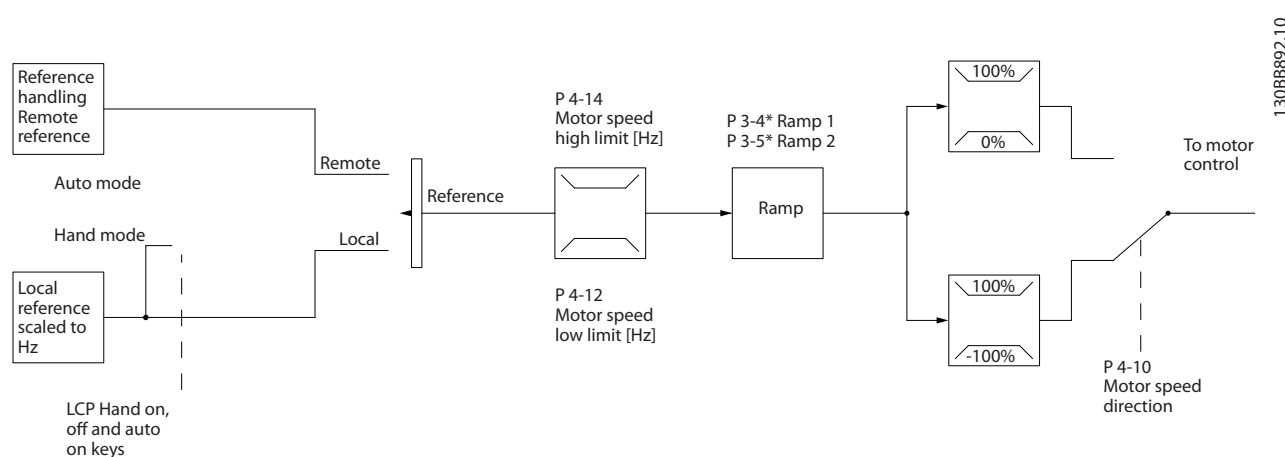 Reference
handling
Remote
reference
Auto mode
Remote
Hand mode
Local
Local
reference
scaled to
Hz
LCP Hand on,
off and auto
on keys
Reference
P 4-14
Motor speed
high limit [Hz]
P 4-12
Motor speed
low limit [Hz]
P 3-4* Ramp 1
P 3-5* Ramp 2
Ramp
100%
0%
100%
-100%
To motor
control
P 4-10
Motor speed
direction
130BB892.10